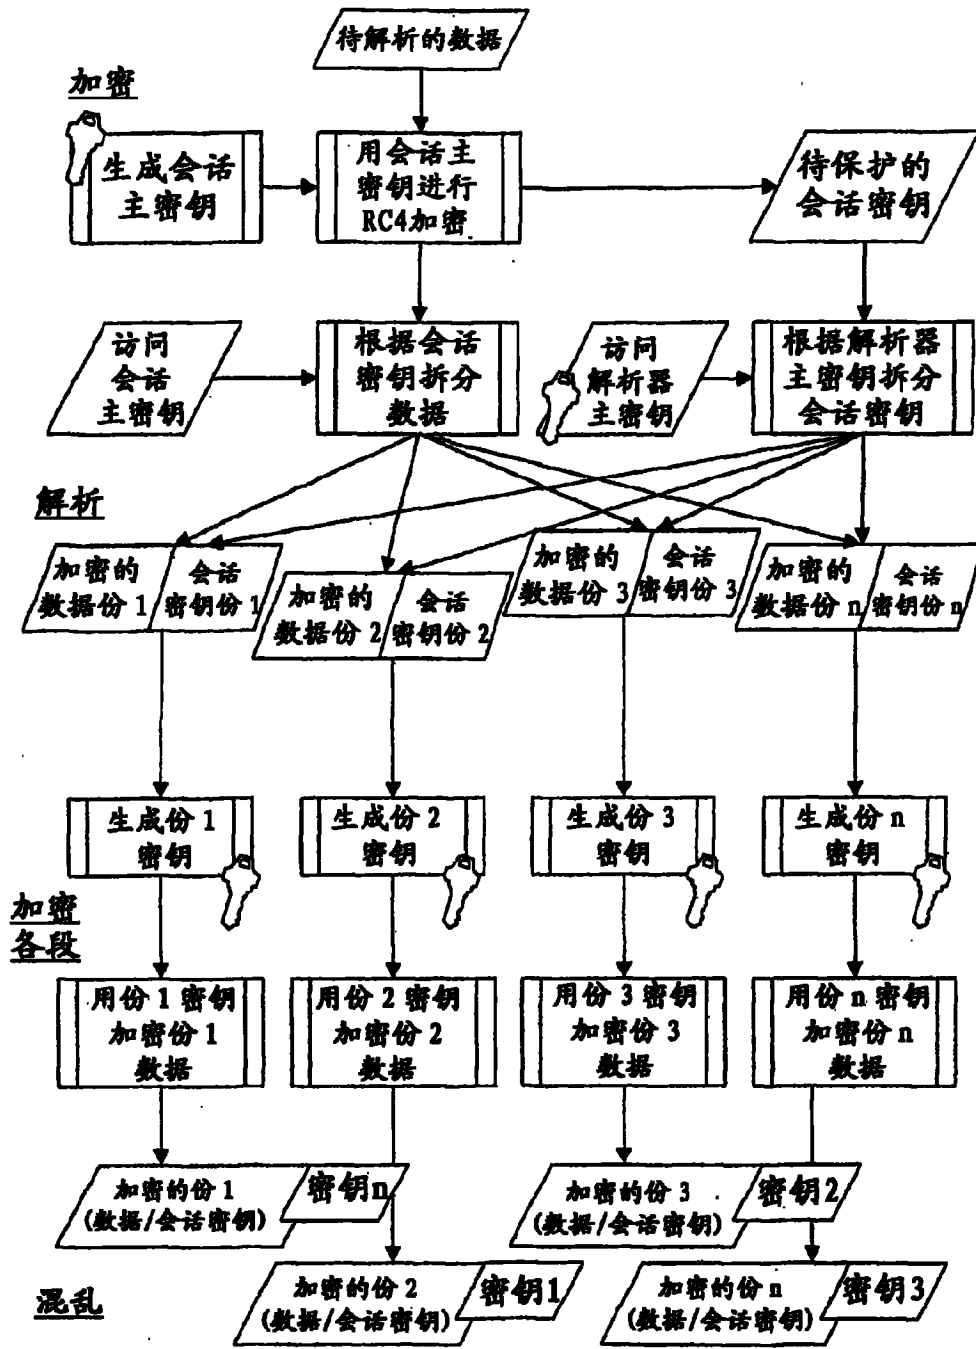 待解析的数据
加密
生成会话
主密钥
用会话主
密钥进行
RC4加密
待保护的
会话密钥
访问
会话
主密钥
根据会话
密钥拆分
数据
访问
解析器
主密钥
根据解析器
主密钥拆分
会话密钥
解析
加密的
数据份1
会话
密钥份1
加密的
数据份2
会话
密钥份2
加密的
数据份3
会话
密钥份3
加密的
数据份n
会话
密钥份n
生成份1
密钥
生成份2
密钥
生成份3
密钥
生成份n
密钥
加密
各段
用份1密钥
加密份1
数据
用份2密钥
加密份2
数据
用份3密钥
加密份3
数据
用份n密钥
加密份n
数据
加密的份1
(数据/会话密钥)
密钥n
加密的份3
(数据/会话密钥)
密钥2
混乱
加密的份2
(数据/会话密钥)
密钥1
加密的份n
(数据/会话密钥)
密钥3